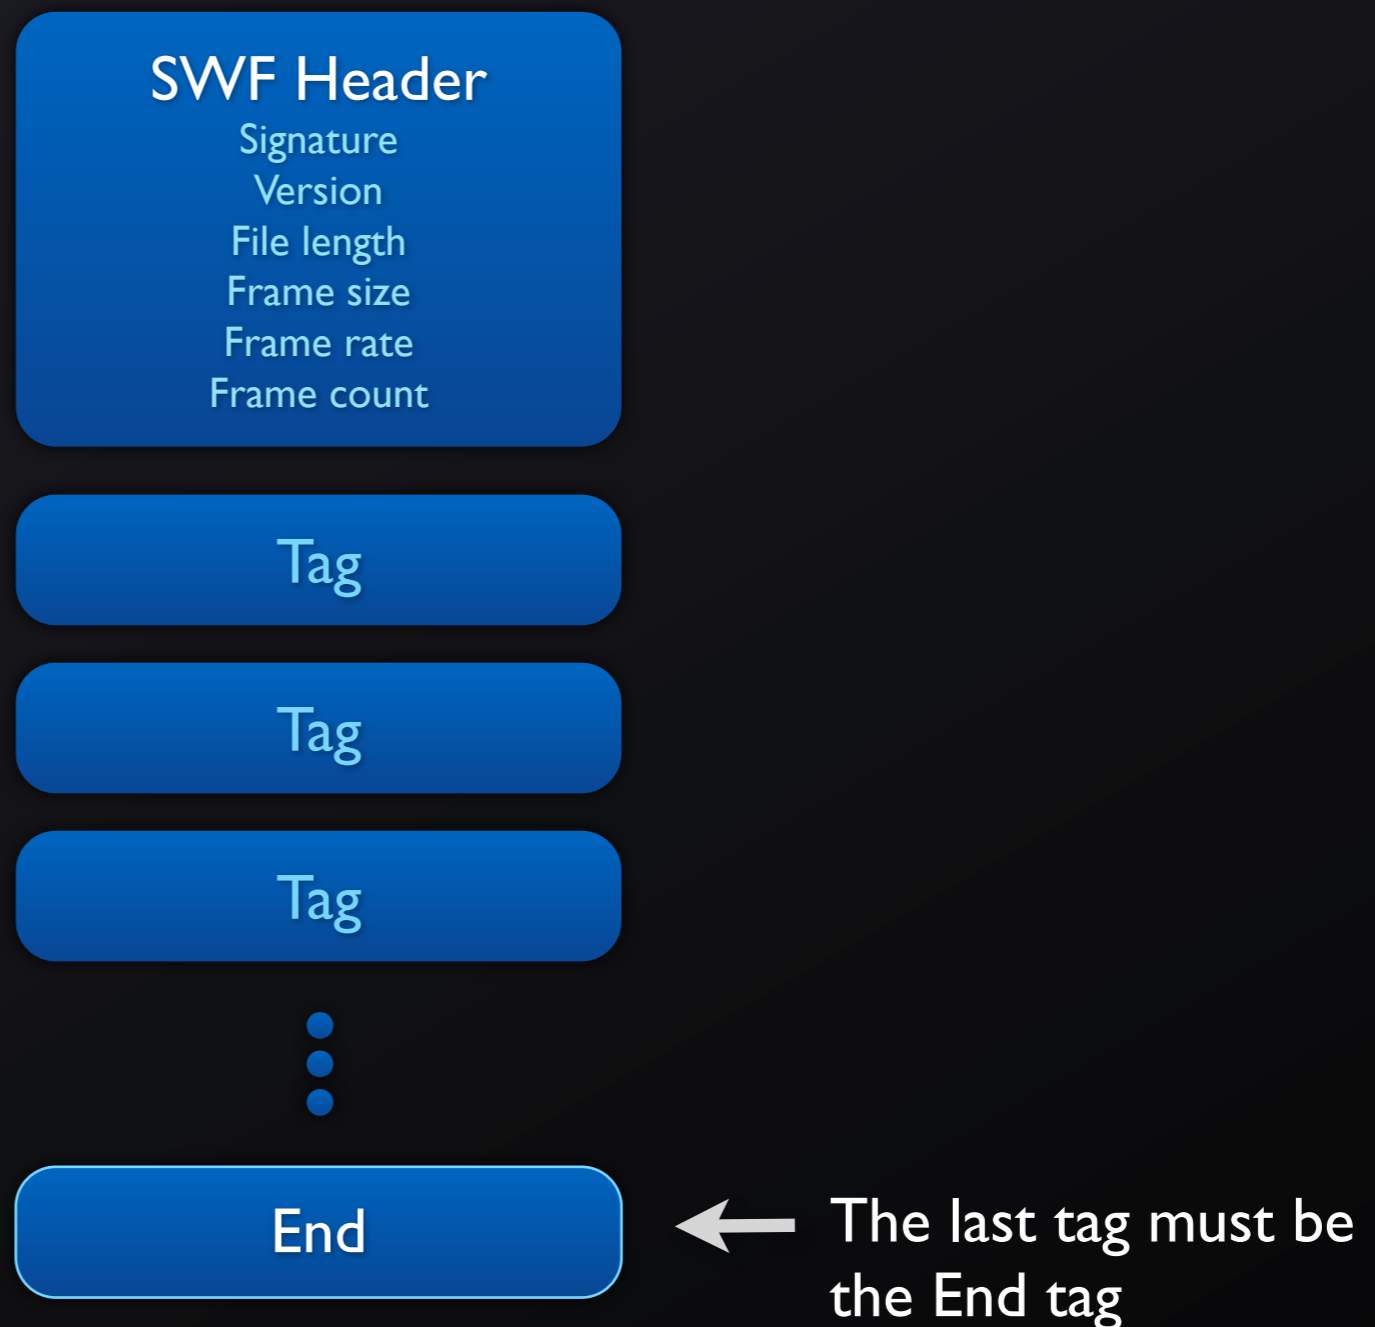 SWF Header
Signature
Version
File length
Frame size
Frame rate
Frame count
Tag
Tag
Tag
End
The last tag must be
the End tag